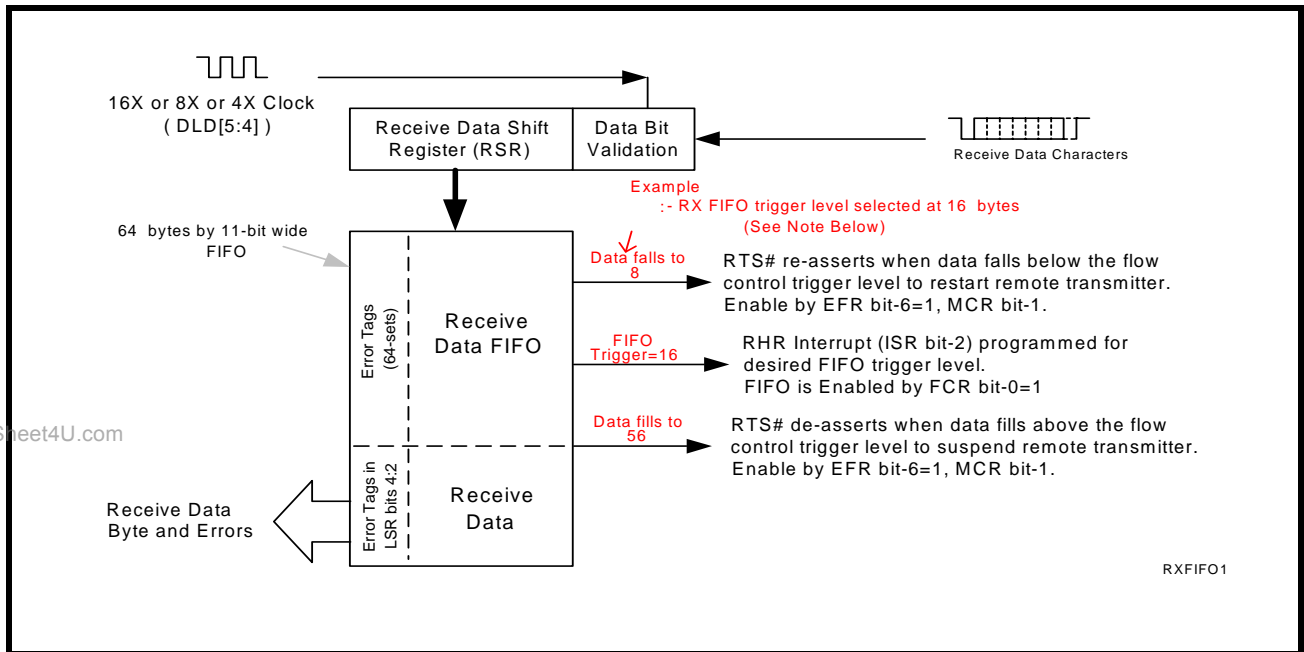 16X or 8X or 4X Clock
( DLD[5:4] )
Receive Data Shift
Register (RSR)
Data Bit
Validation
Receive Data Characters
Example
:- RX FIFO trigger level selected at 16 bytes
(See Note Below)
64 bytes by 11-bit wide
FIFO
Data falls to
8
RTS# re-asserts when data falls below the flow
control trigger level to restart remote transmitter.
Enable by EFR bit-6=1, MCR bit-1.
Error Tags
(64-sets)
Receive
Data FIFO
FIFO
Trigger=16
RHR Interrupt (ISR bit-2) programmed for
desired FIFO trigger level.
FIFO is Enabled by FCR bit-0=1
Data fills to
56
RTS# de-asserts when data fills above the flow
control trigger level to suspend remote transmitter.
Enable by EFR bit-6=1, MCR bit-1.
heet4U.com
Error Tags in
LSR bits 4:2
Receive
Data
Receive Data
Byte and Errors
RXFIFO1